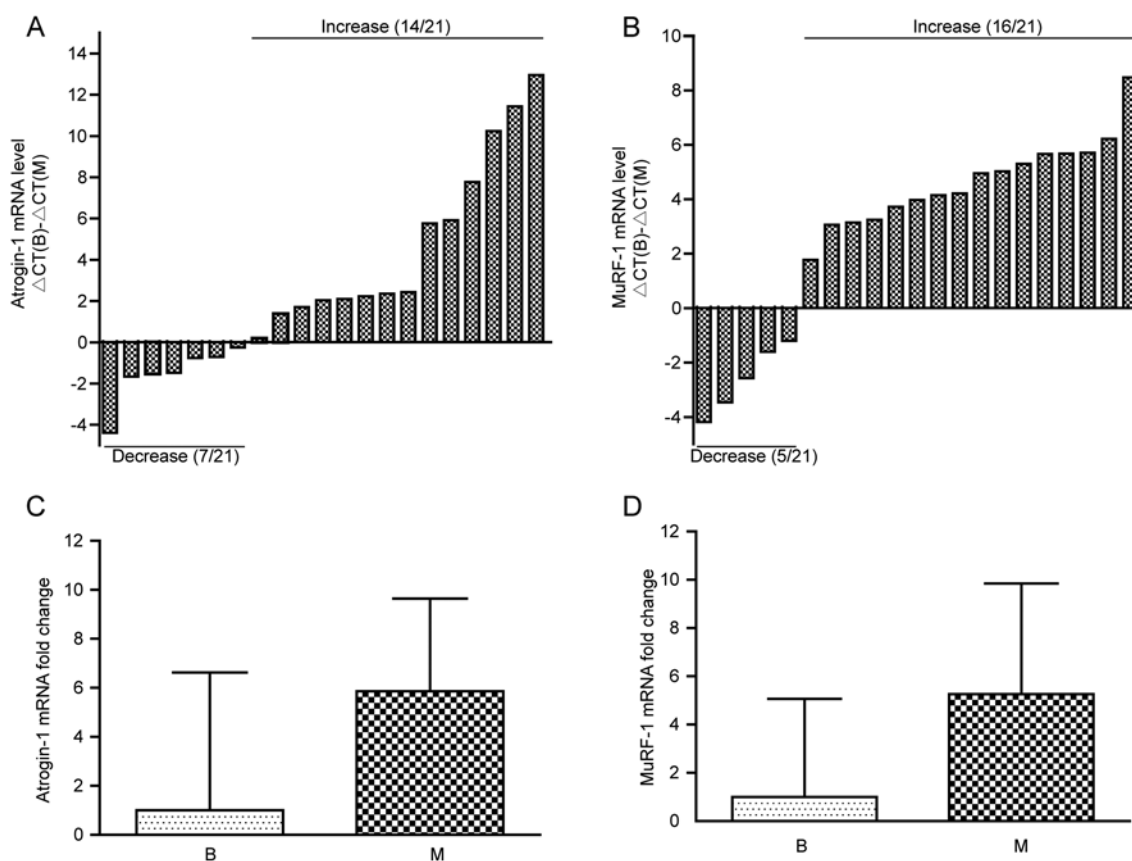 A
Increase (14/21)
Atrogin-1 mRNA level
△CT(B)-△CT(M)
14
12
10
8
6
4
2
0
-2
-4
Decrease (7/21)
B
Increase (16/21)
MuRF-1 mRNA level
△CT(B)-△CT(M)
10
8
6
4
2
0
-2
-4
Decrease (5/21)
C
Atrogin-1 mRNA fold change
12
10
8
6
4
2
0
B M
D
MuRF-1 mRNA fold change
12
10
8
6
4
2
0
B M